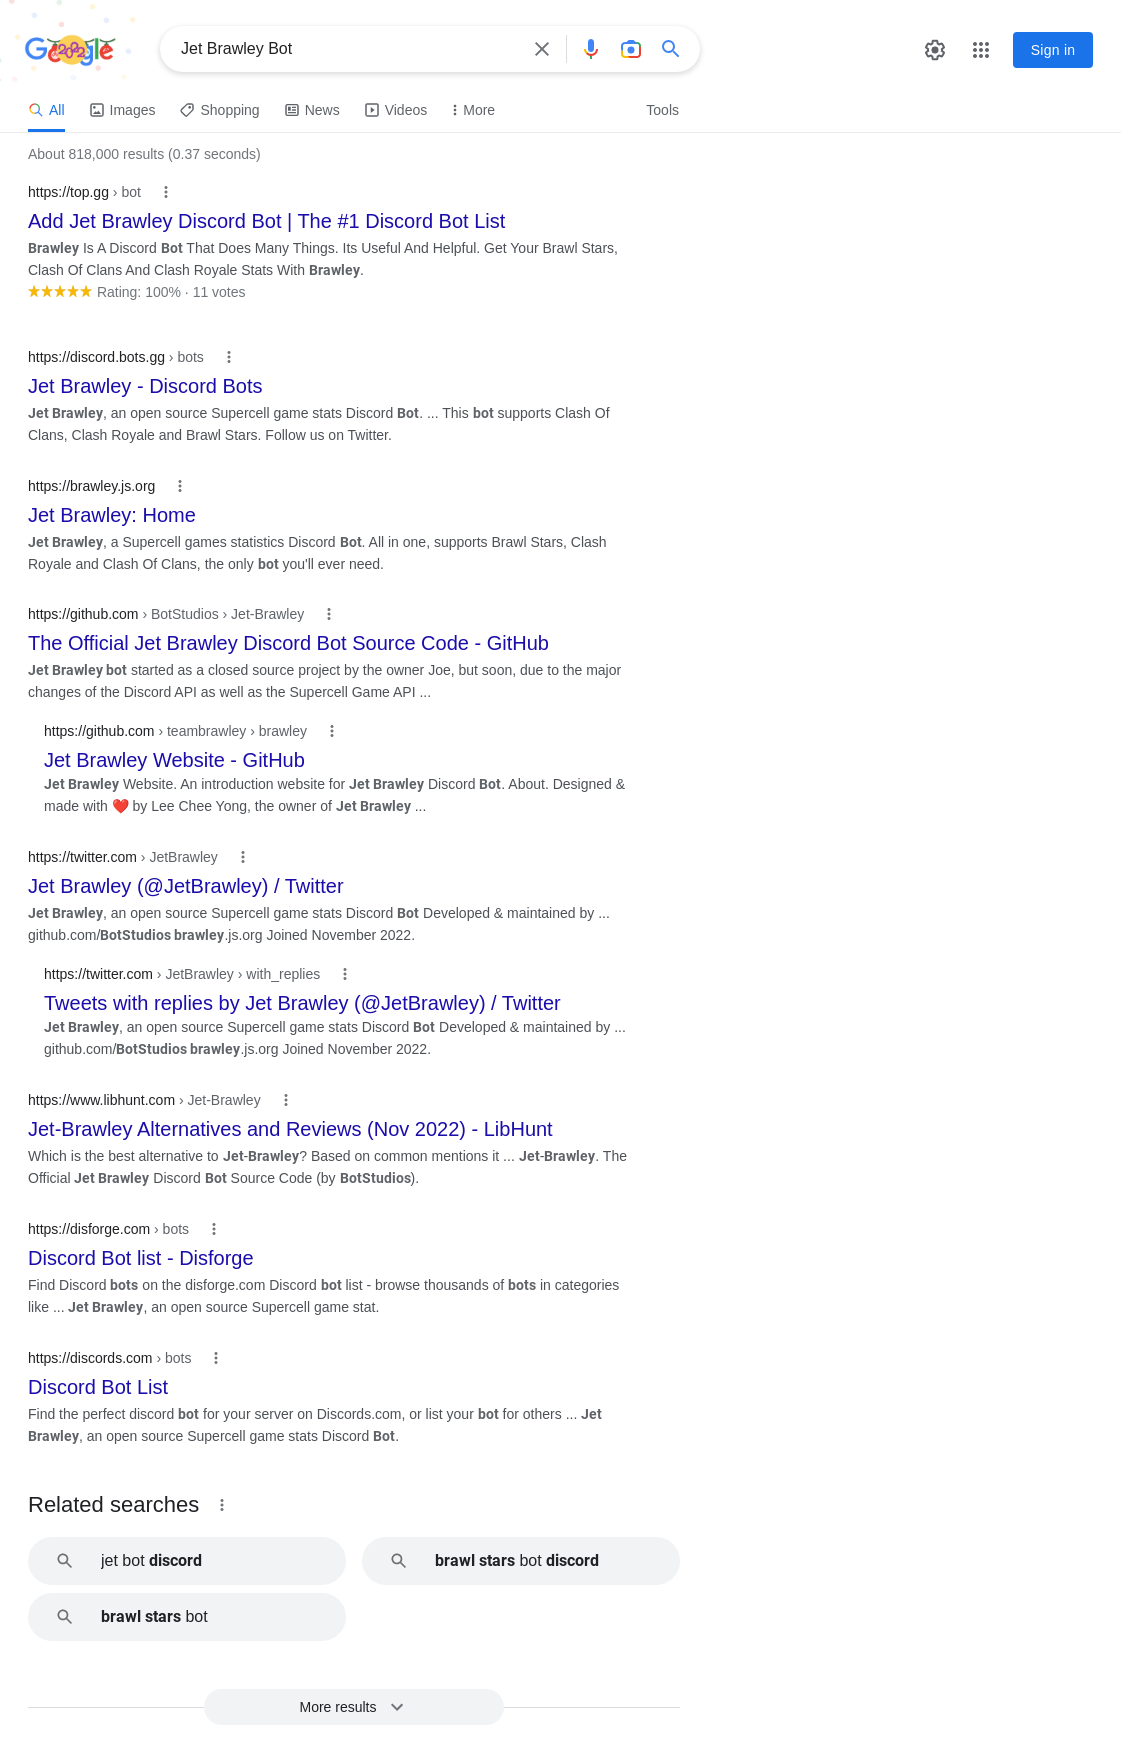 Google
Jet Brawley Bot
Sign in
All Images Shopping News Videos More Tools
About 818,000 results (0.37 seconds)
https://top.gg › bot
Add Jet Brawley Discord Bot | The #1 Discord Bot List
Brawley Is A Discord Bot That Does Many Things. Its Useful And Helpful. Get Your Brawl Stars,
Clash Of Clans And Clash Royale Stats With Brawley.
Rating: 100% · 11 votes
https://discord.bots.gg › bots
Jet Brawley - Discord Bots
Jet Brawley, an open source Supercell game stats Discord Bot. ... This bot supports Clash Of
Clans, Clash Royale and Brawl Stars. Follow us on Twitter.
https://brawley.js.org
Jet Brawley: Home
Jet Brawley, a Supercell games statistics Discord Bot. All in one, supports Brawl Stars, Clash
Royale and Clash Of Clans, the only bot you'll ever need.
https://github.com › BotStudios › Jet-Brawley
The Official Jet Brawley Discord Bot Source Code - GitHub
Jet Brawley bot started as a closed source project by the owner Joe, but soon, due to the major
changes of the Discord API as well as the Supercell Game API ...
https://github.com › teambrawley › brawley
Jet Brawley Website - GitHub
Jet Brawley Website. An introduction website for Jet Brawley Discord Bot. About. Designed &
made with ❤️ by Lee Chee Yong, the owner of Jet Brawley ...
https://twitter.com › JetBrawley
Jet Brawley (@JetBrawley) / Twitter
Jet Brawley, an open source Supercell game stats Discord Bot Developed & maintained by ...
github.com/BotStudios brawley.js.org Joined November 2022.
https://twitter.com › JetBrawley › with_replies
Tweets with replies by Jet Brawley (@JetBrawley) / Twitter
Jet Brawley, an open source Supercell game stats Discord Bot Developed & maintained by ...
github.com/BotStudios brawley.js.org Joined November 2022.
https://www.libhunt.com › Jet-Brawley
Jet-Brawley Alternatives and Reviews (Nov 2022) - LibHunt
Which is the best alternative to Jet-Brawley? Based on common mentions it ... Jet-Brawley. The
Official Jet Brawley Discord Bot Source Code (by BotStudios).
https://disforge.com › bots
Discord Bot list - Disforge
Find Discord bots on the disforge.com Discord bot list - browse thousands of bots in categories
like ... Jet Brawley, an open source Supercell game stat.
https://discords.com › bots
Discord Bot List
Find the perfect discord bot for your server on Discords.com, or list your bot for others ... Jet
Brawley, an open source Supercell game stats Discord Bot.
Related searches
jet bot discord
brawl stars bot discord
brawl stars bot
More results